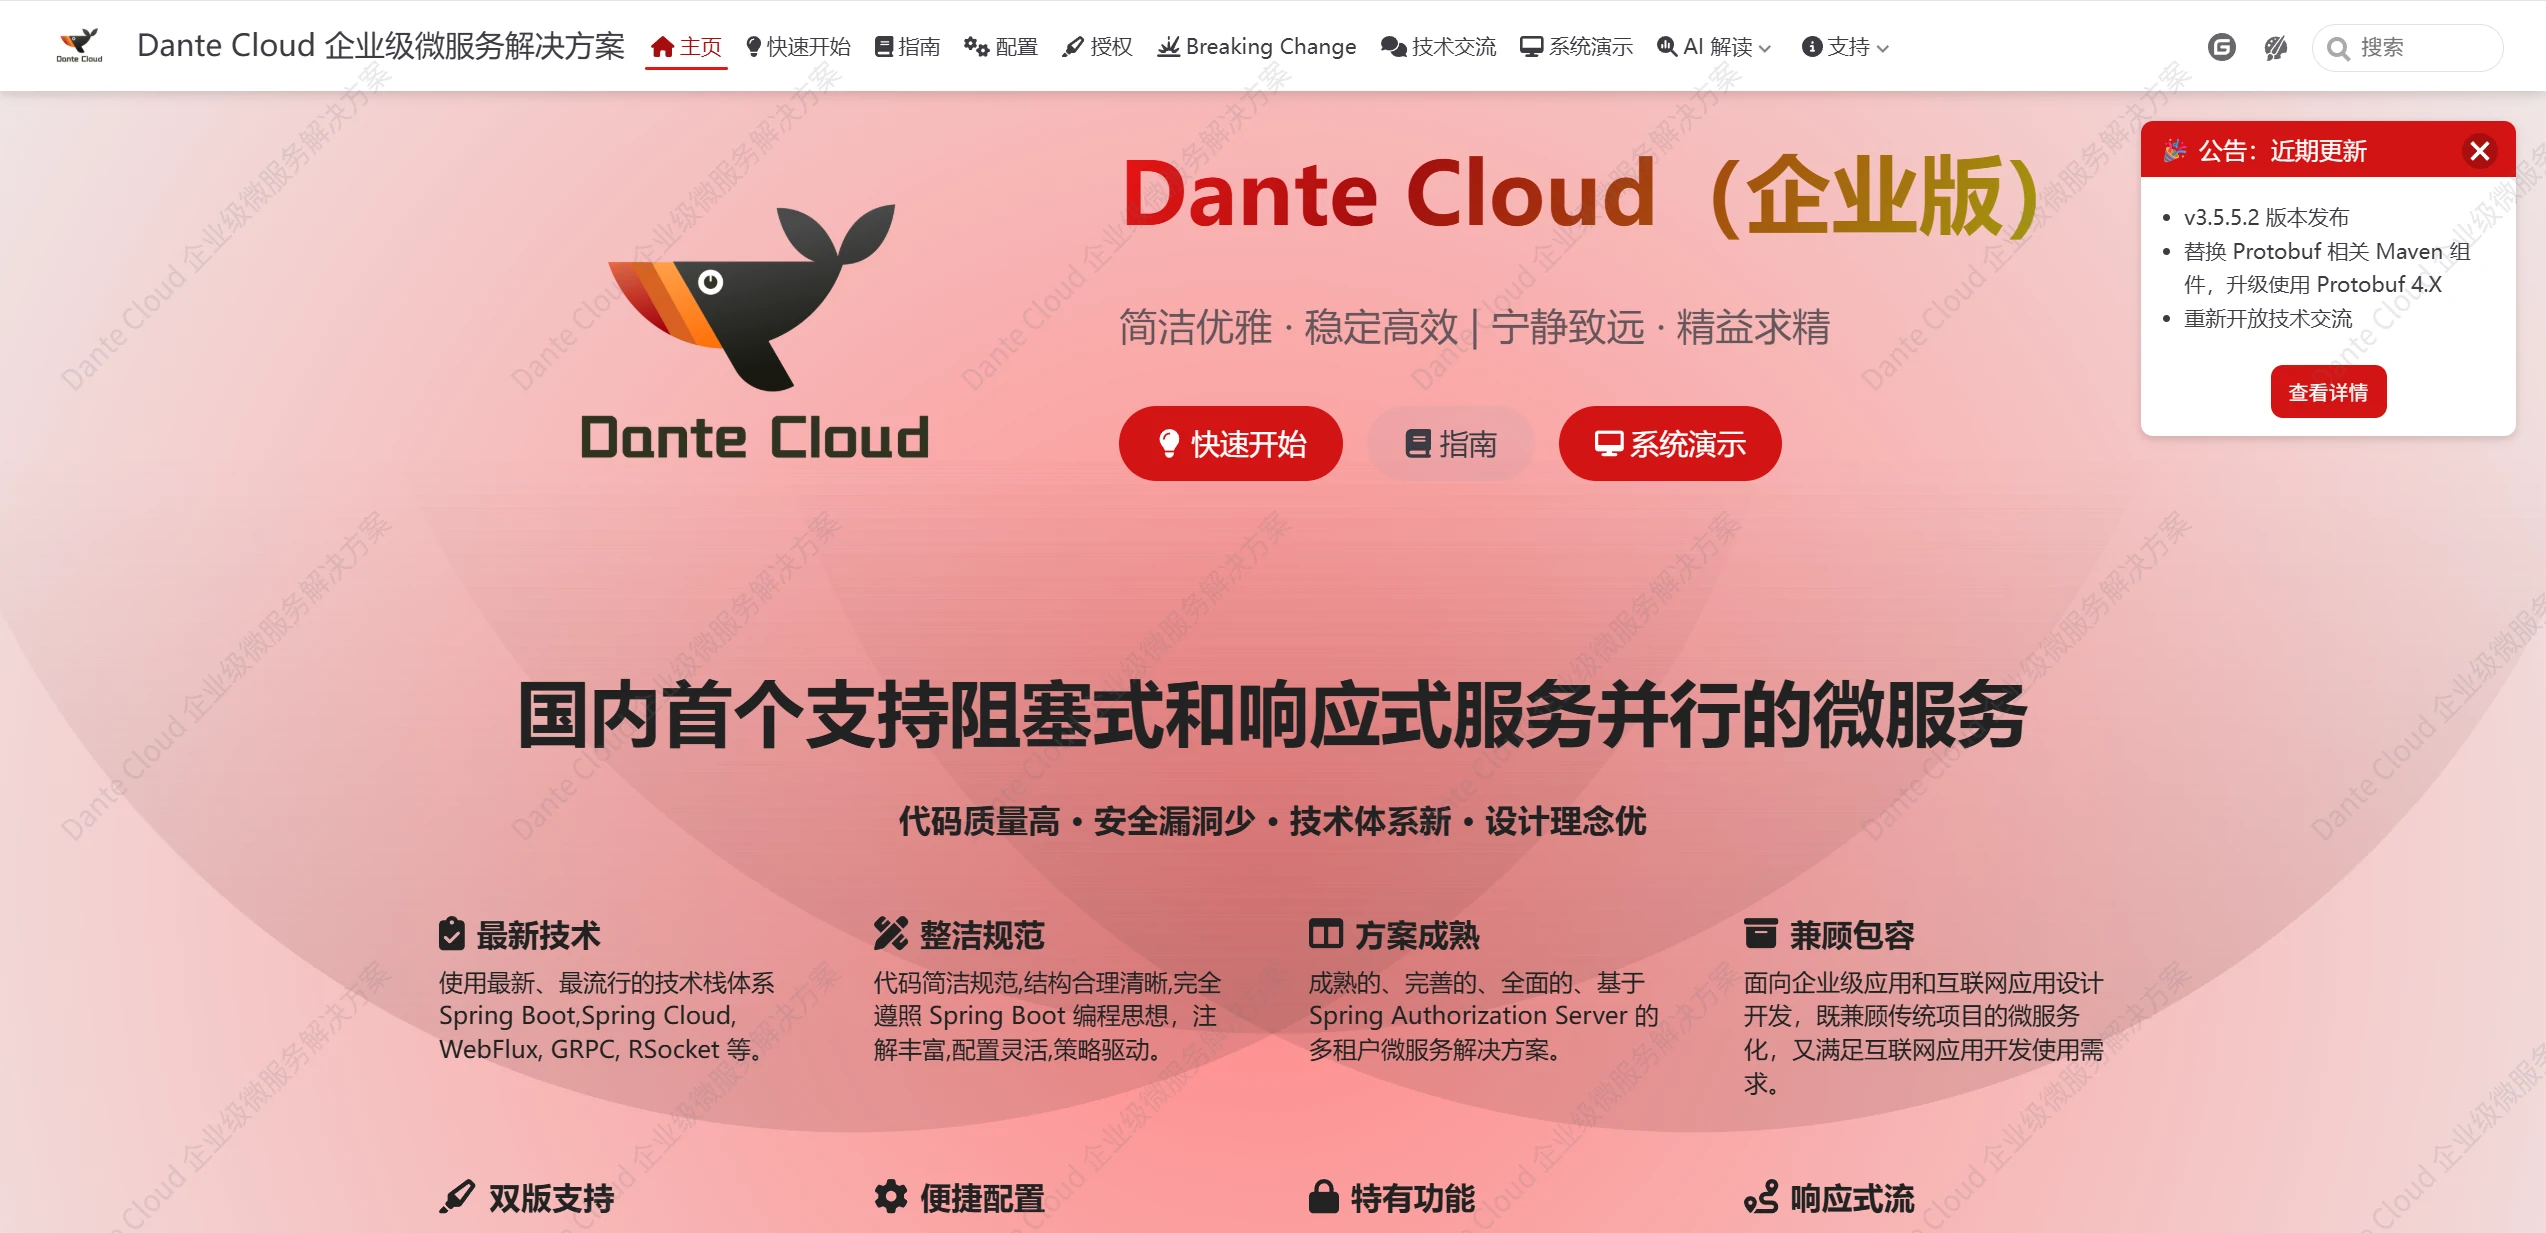 Dante Cloud
Dante Cloud 企业级微服务解决方案
主页
快速开始
指南
配置
授权
Breaking Change
技术交流
系统演示
AI 解读
支持
搜索
Dante Cloud
Dante Cloud（企业版）
简洁优雅 · 稳定高效 | 宁静致远 · 精益求精
快速开始
指南
系统演示
公告：近期更新
• v3.5.5.2 版本发布
• 替换 Protobuf 相关 Maven 组
件，升级使用 Protobuf 4.X
• 重新开放技术交流
查看详情
国内首个支持阻塞式和响应式服务并行的微服务
代码质量高 • 安全漏洞少 • 技术体系新 • 设计理念优
最新技术
使用最新、最流行的技术栈体系
Spring Boot,Spring Cloud,
WebFlux, GRPC, RSocket 等。
整洁规范
代码简洁规范,结构合理清晰,完全
遵照 Spring Boot 编程思想，注
解丰富,配置灵活,策略驱动。
方案成熟
成熟的、完善的、全面的、基于
Spring Authorization Server 的
多租户微服务解决方案。
兼顾包容
面向企业级应用和互联网应用设计
开发，既兼顾传统项目的微服务
化，又满足互联网应用开发使用需
求。
双版支持
便捷配置
特有功能
响应式流
Dante Cloud 企业级微服务解决方案